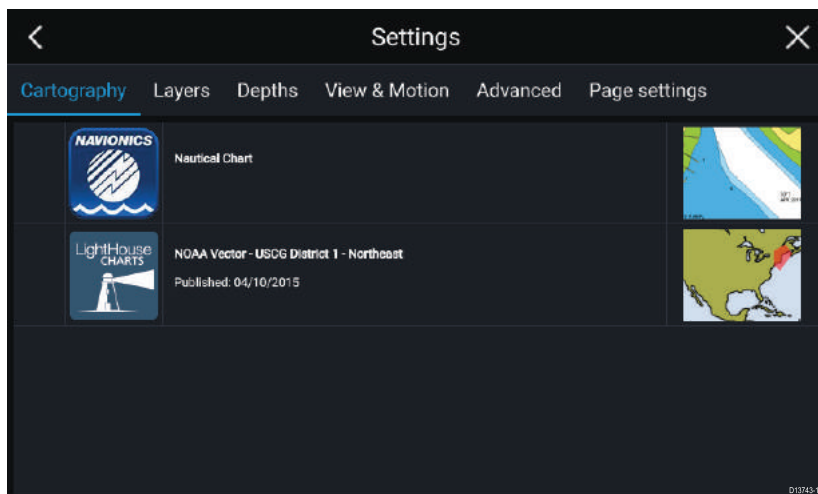 Settings
Cartography Layers Depths View & Motion Advanced Page settings
NAVIONICS
Nautical Chart
LightHouse
CHARTS
NOAA Vector - USCG District 1 - Northeast
Published: 04/10/2015
D13743-1